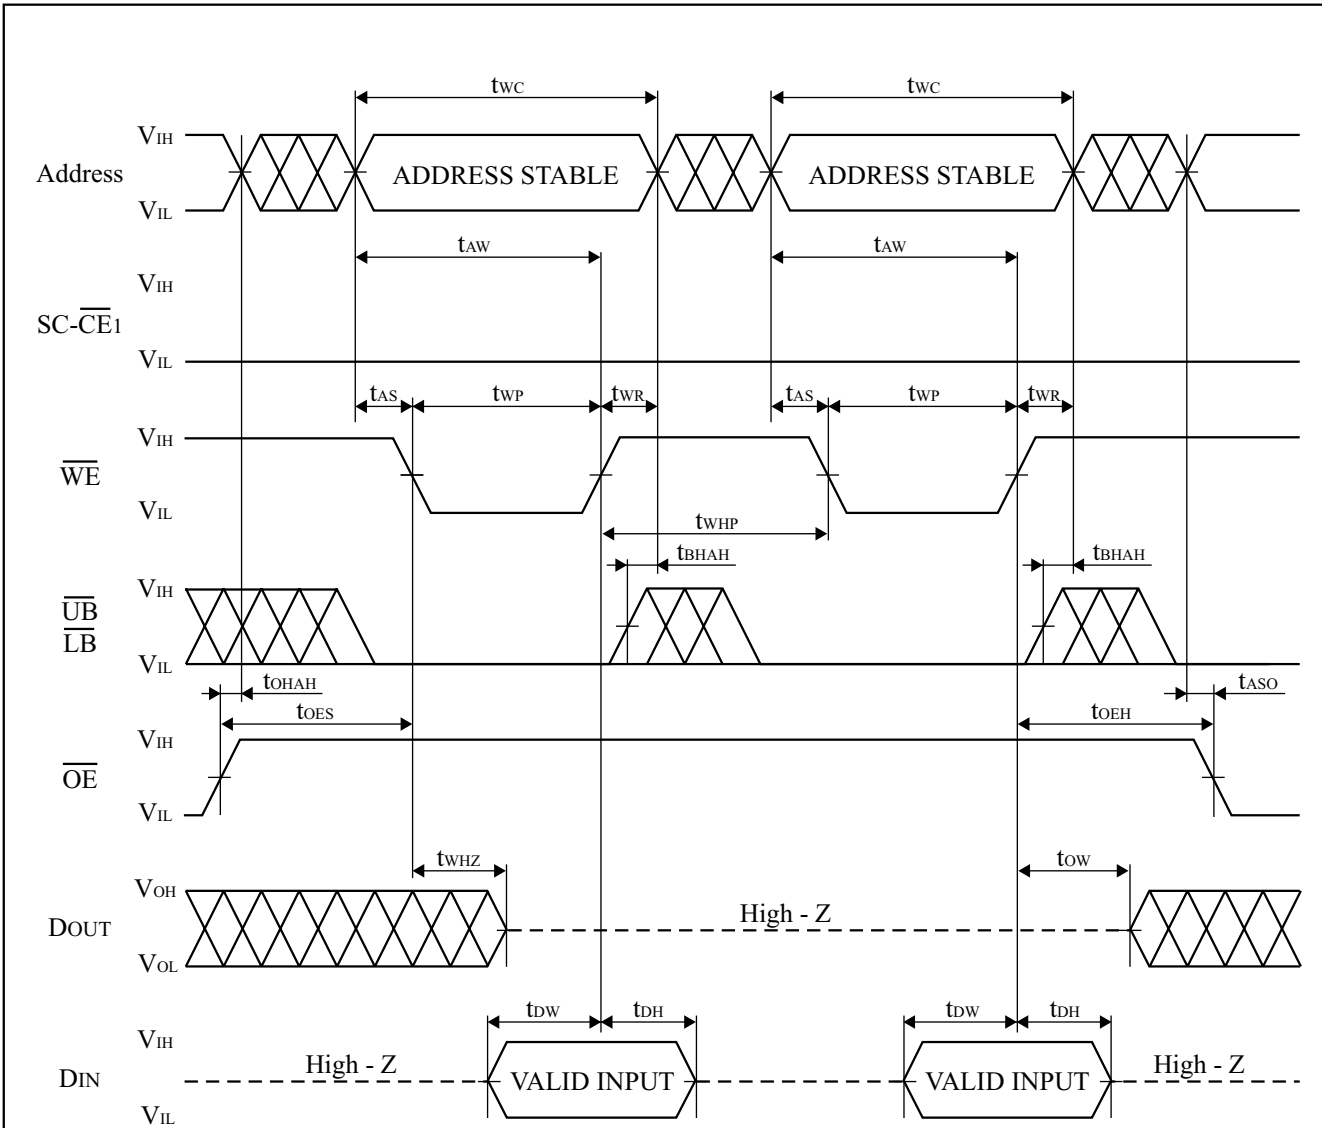 tWC tWC
VIH
Address ADDRESS STABLE ADDRESS STABLE
VIL
tAW tAW
VIH
SC-CE1
VIL
tAS tWP tWR tAS tWP tWR
VIH
WE
VIL
tWHP
tBHAH tBHAH
VIH
UB
LB
VIL
tOHAH tASO
tOES tOEH
VIH
OE
VIL
tWHZ tOW
VOH
DOUT High - Z
VOL
tDW tDH tDW tDH
VIH
High - Z High - Z
DIN VALID INPUT VALID INPUT
VIL